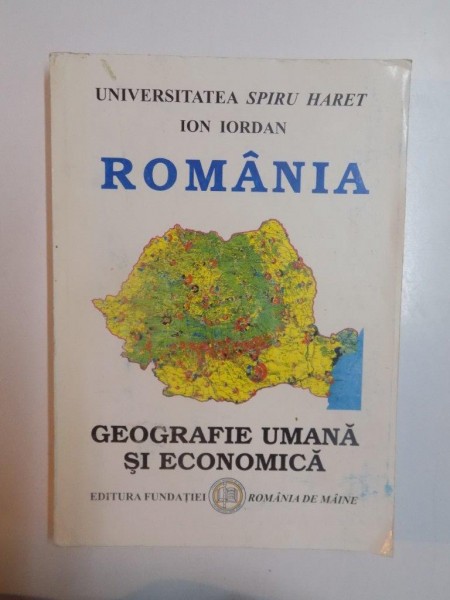 UNIVERSITATEA SPIRU HARET
ION IORDAN
ROMÂNIA
GEOGRAFIE UMANĂ
ŞI ECONOMICĂ
EDITURA FUNDAŢIEI ROMÂNIA DE MÂINE